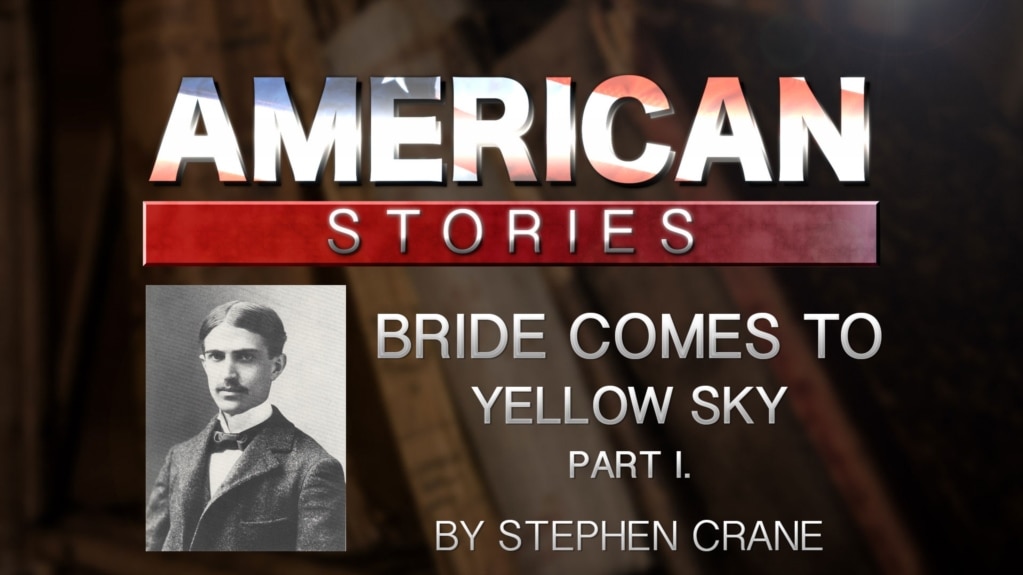 AMERICAN
STORIES
BRIDE COMES TO
YELLOW SKY
PART I.
BY STEPHEN CRANE